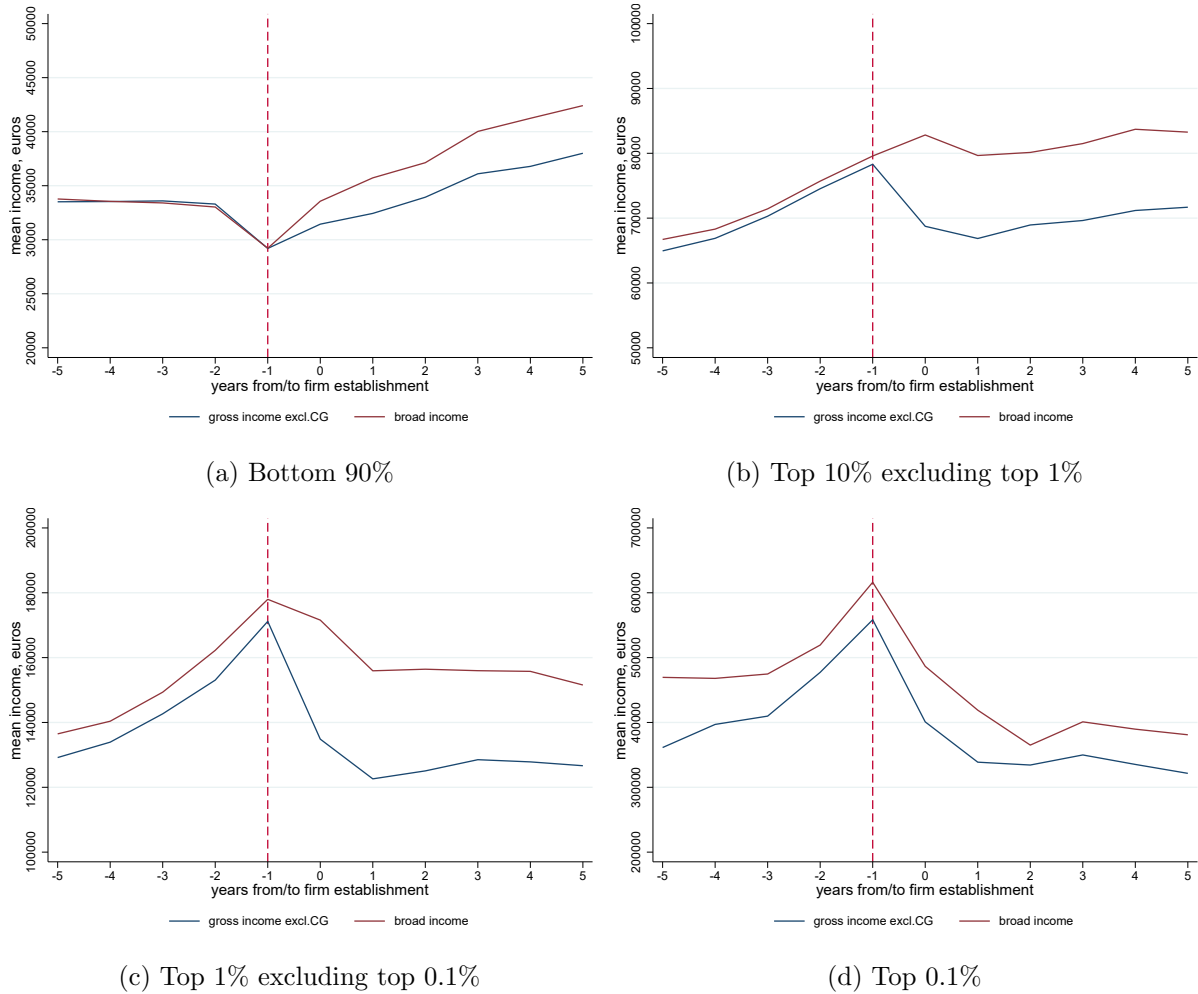 50000
45000
40000
35000
30000
25000
20000
mean income, euros
-5 -4 -3 -2 -1 0 1 2 3 4 5
years from/to firm establishment
gross income excl.CG broad income
(a) Bottom 90%
100000
90000
80000
70000
60000
50000
mean income, euros
-5 -4 -3 -2 -1 0 1 2 3 4 5
years from/to firm establishment
gross income excl.CG broad income
(b) Top 10% excluding top 1%
200000
180000
160000
140000
120000
100000
mean income, euros
-5 -4 -3 -2 -1 0 1 2 3 4 5
years from/to firm establishment
gross income excl.CG broad income
(c) Top 1% excluding top 0.1%
700000
600000
500000
400000
300000
200000
mean income, euros
-5 -4 -3 -2 -1 0 1 2 3 4 5
years from/to firm establishment
gross income excl.CG broad income
(d) Top 0.1%